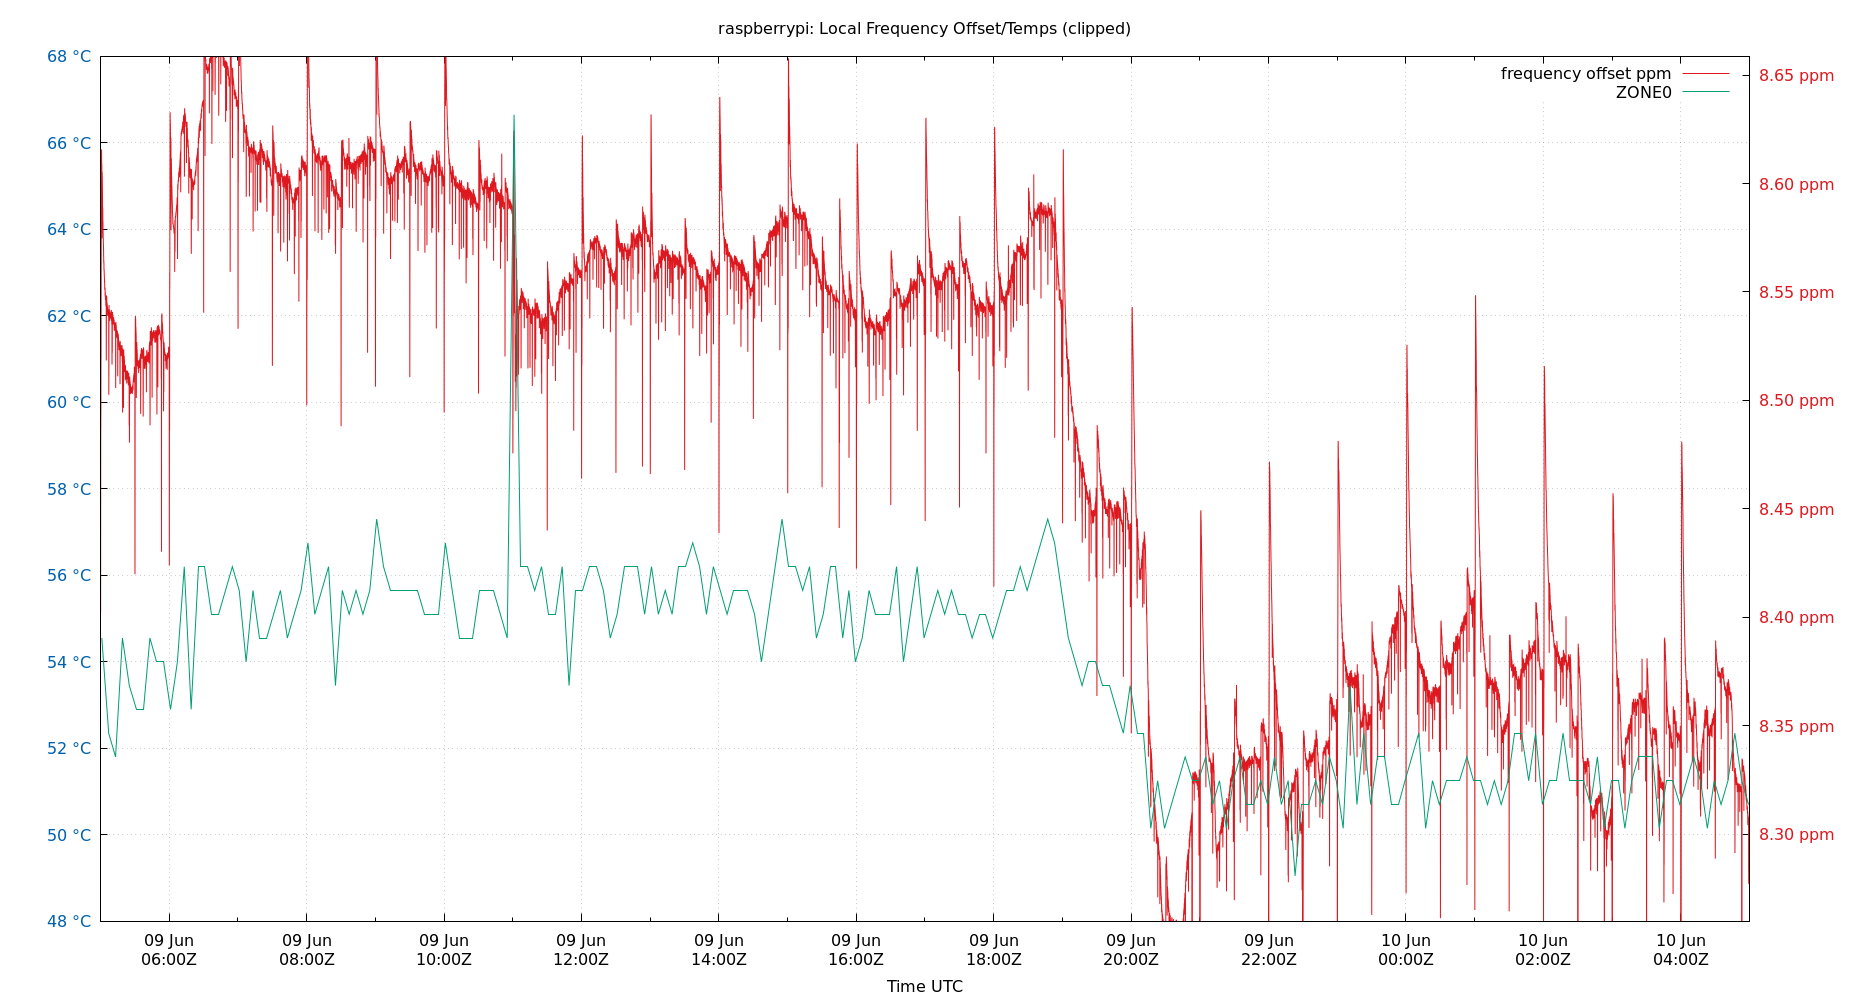 raspberrypi: Local Frequency Offset/Temps (clipped)
frequency offset ppm
ZONE0
68 °C
66 °C
64 °C
62 °C
60 °C
58 °C
56 °C
54 °C
52 °C
50 °C
48 °C
8.65 ppm
8.60 ppm
8.55 ppm
8.50 ppm
8.45 ppm
8.40 ppm
8.35 ppm
8.30 ppm
09 Jun
06:00Z
09 Jun
08:00Z
09 Jun
10:00Z
09 Jun
12:00Z
09 Jun
14:00Z
09 Jun
16:00Z
09 Jun
18:00Z
09 Jun
20:00Z
09 Jun
22:00Z
10 Jun
00:00Z
10 Jun
02:00Z
10 Jun
04:00Z
Time UTC